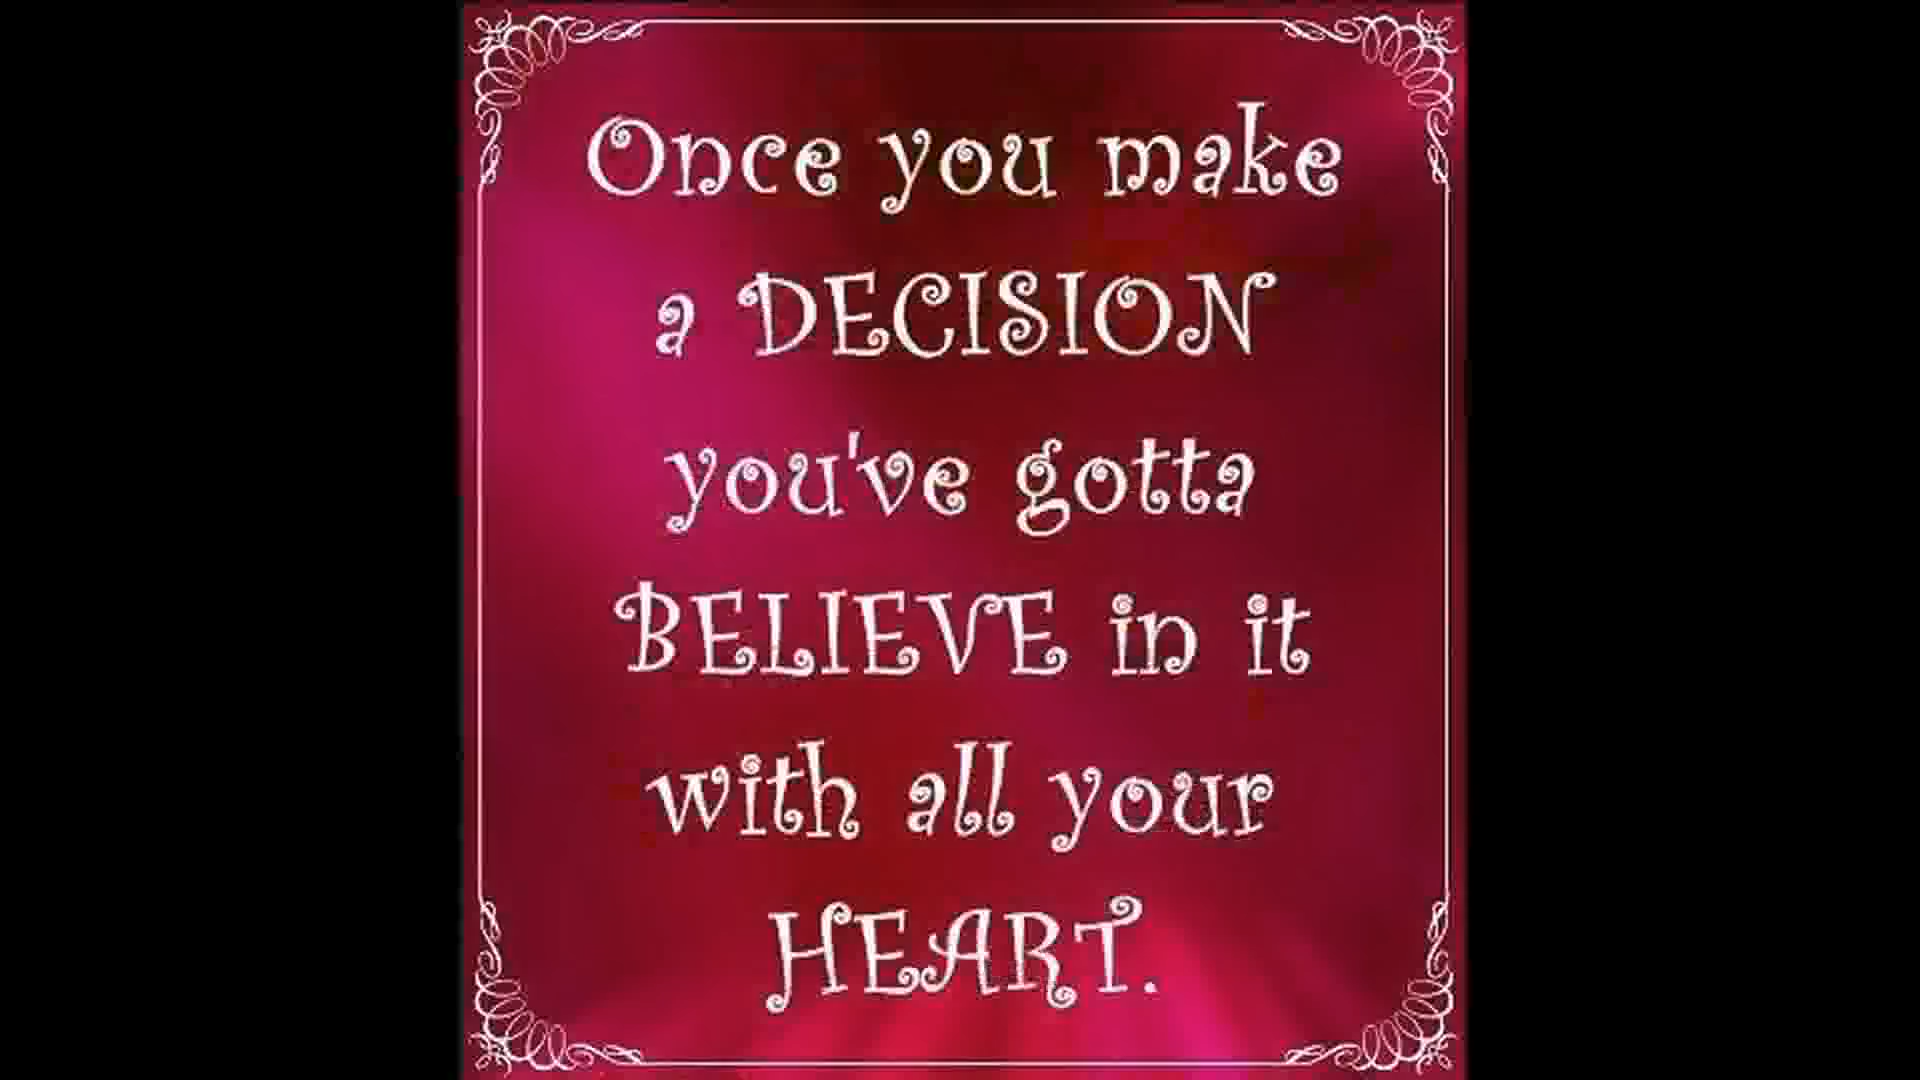 Once you make
a DECISION
you've gotta
BELIEVE in it
with all your
HEART.